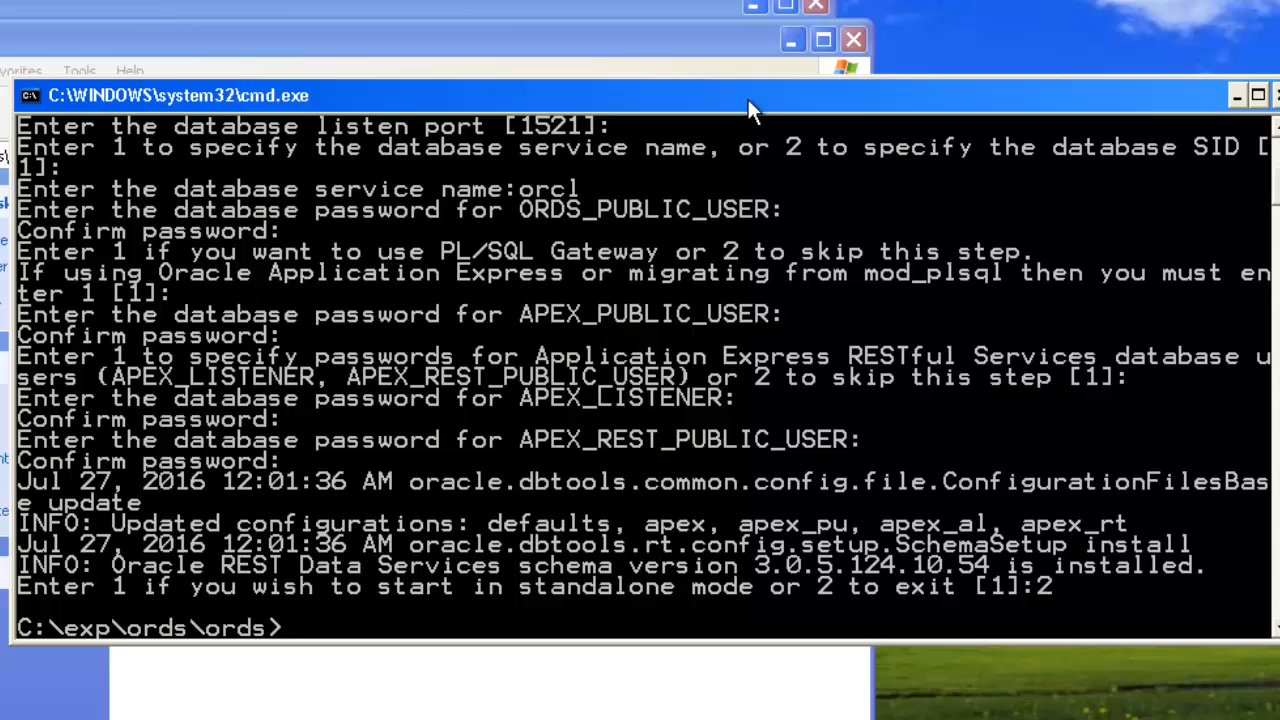 vorites Tools Help
C:\WINDOWS\system32\cmd.exe
Enter the database listen port [1521]:
Enter 1 to specify the database service name, or 2 to specify the database SID [
1]:
Enter the database service name:orcl
Enter the database password for ORDS_PUBLIC_USER:
Confirm password:
Enter 1 if you want to use PL/SQL Gateway or 2 to skip this step.
If using Oracle Application Express or migrating from mod_plsql then you must en
ter 1 [1]:
Enter the database password for APEX_PUBLIC_USER:
Confirm password:
Enter 1 to specify passwords for Application Express RESTful Services database u
sers (APEX_LISTENER, APEX_REST_PUBLIC_USER) or 2 to skip this step [1]:
Enter the database password for APEX_LISTENER:
Confirm password:
Enter the database password for APEX_REST_PUBLIC_USER:
Confirm password:
Jul 27, 2016 12:01:36 AM oracle.dbtools.common.config.file.ConfigurationFilesBas
e update
INFO: Updated configurations: defaults, apex, apex_pu, apex_al, apex_rt
Jul 27, 2016 12:01:36 AM oracle.dbtools.rt.config.setup.SchemaSetup install
INFO: Oracle REST Data Services schema version 3.0.5.124.10.54 is installed.
Enter 1 if you wish to start in standalone mode or 2 to exit [1]:2
C:\exp\ords\ords>